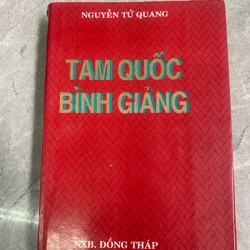 NGUYỄN TỬ QUANG
TAM QUỐC
BÌNH GIẢNG
NXB. ĐỒNG THÁP